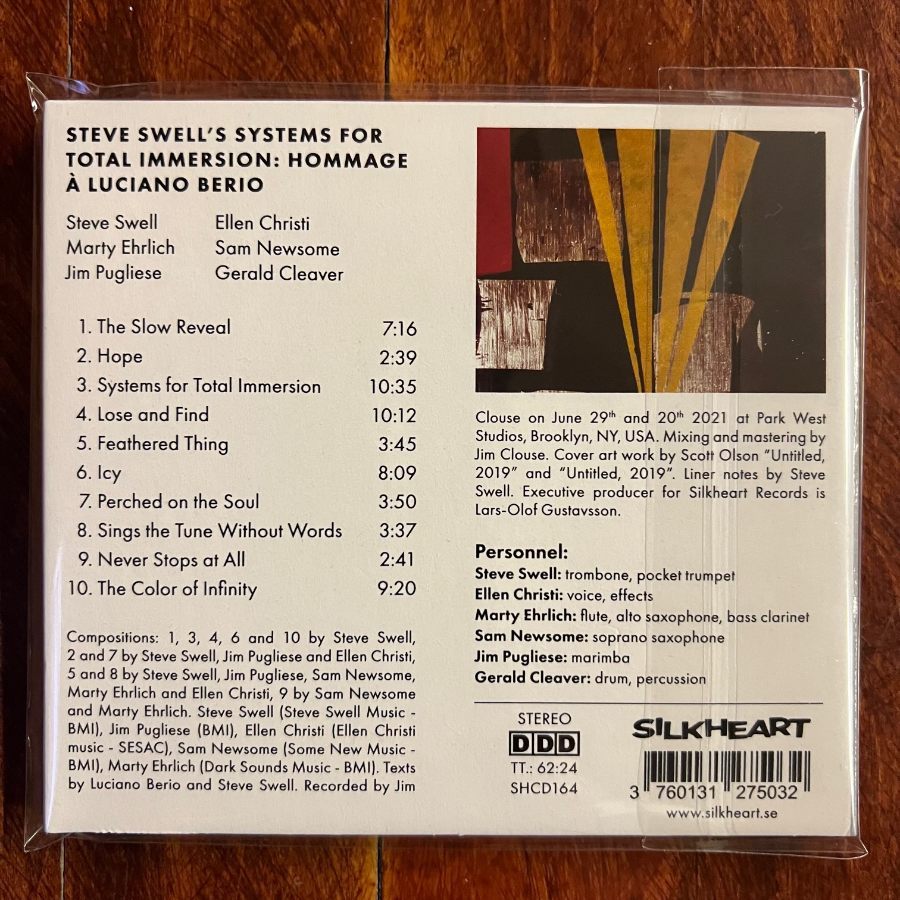 STEVE SWELL'S SYSTEMS FOR
TOTAL IMMERSION: HOMMAGE
À LUCIANO BERIO
Steve Swell Ellen Christi
Marty Ehrlich Sam Newsome
Jim Pugliese Gerald Cleaver
1. The Slow Reveal 7:16
2. Hope 2:39
3. Systems for Total Immersion 10:35
4. Lose and Find 10:12
5. Feathered Thing 3:45
6. Icy 8:09
7. Perched on the Soul 3:50
8. Sings the Tune Without Words 3:37
9. Never Stops at All 2:41
10. The Color of Infinity 9:20
Compositions: 1, 3, 4, 6 and 10 by Steve Swell,
2 and 7 by Steve Swell, Jim Pugliese and Ellen Christi,
5 and 8 by Steve Swell, Jim Pugliese, Sam Newsome,
Marty Ehrlich and Ellen Christi, 9 by Sam Newsome
and Marty Ehrlich. Steve Swell (Steve Swell Music -
BMI), Jim Pugliese (BMI), Ellen Christi (Ellen Christi
music - SESAC), Sam Newsome (Some New Music -
BMI), Marty Ehrlich (Dark Sounds Music - BMI). Texts
by Luciano Berio and Steve Swell. Recorded by Jim
Clouse on June 29th and 20th 2021 at Park West
Studios, Brooklyn, NY, USA. Mixing and mastering by
Jim Clouse. Cover art work by Scott Olson "Untitled,
2019" and "Untitled, 2019". Liner notes by Steve
Swell. Executive producer for Silkheart Records is
Lars-Olof Gustavsson.
Personnel:
Steve Swell: trombone, pocket trumpet
Ellen Christi: voice, effects
Marty Ehrlich: flute, alto saxophone, bass clarinet
Sam Newsome: soprano saxophone
Jim Pugliese: marimba
Gerald Cleaver: drum, percussion
STEREO
DDD
TT.: 62:24
SHCD164
SILKHEART
3 760131 275032
www.silkheart.se